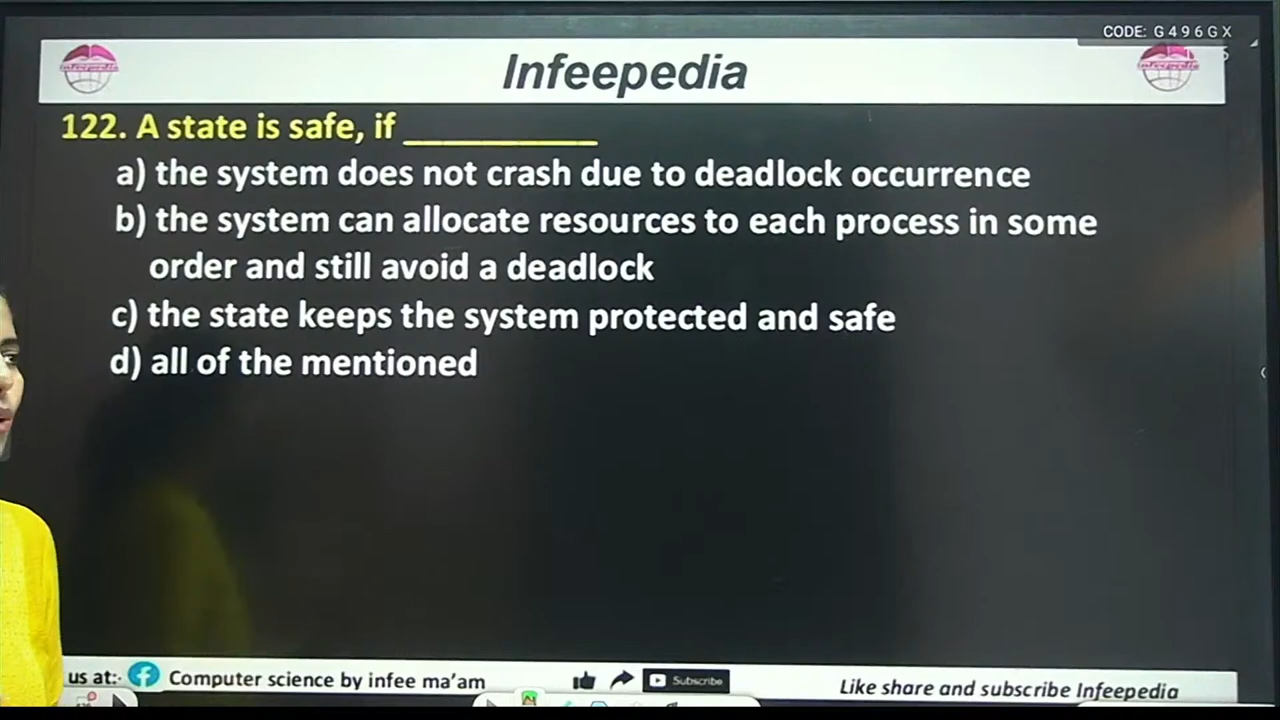 CODE: G496GX
infeepedia
Infeepedia
infeepedia
122. A state is safe, if __________
a) the system does not crash due to deadlock occurrence
b) the system can allocate resources to each process in some
order and still avoid a deadlock
c) the state keeps the system protected and safe
d) all of the mentioned
us at:- Computer science by infee ma'am
Subscribe
Like share and subscribe Infeepedia